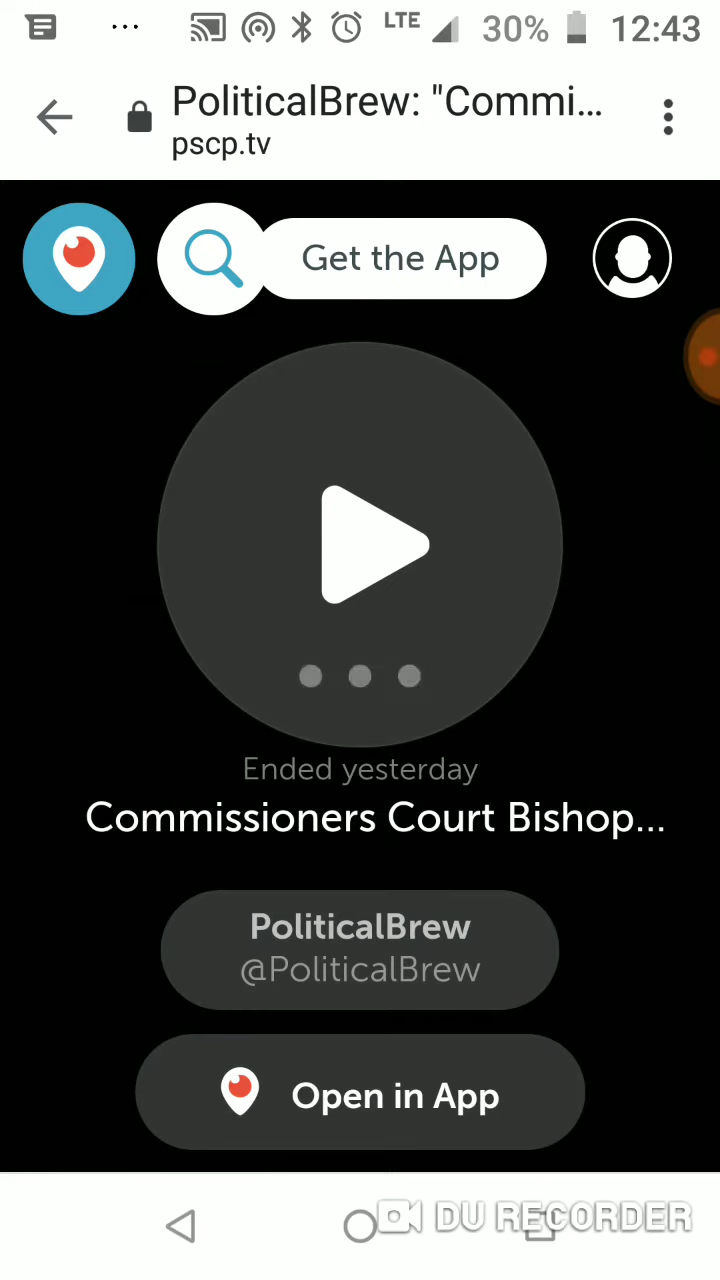 LTE 30% 12:43
PoliticalBrew: "Commi...
pscp.tv
Get the App
Ended yesterday
Commissioners Court Bishop...
PoliticalBrew
@PoliticalBrew
Open in App
DU RECORDER